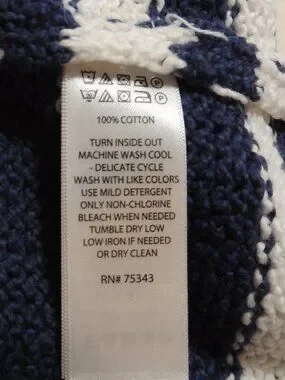 100% COTTON
TURN INSIDE OUT
MACHINE WASH COOL
- DELICATE CYCLE
WASH WITH LIKE COLORS
USE MILD DETERGENT
ONLY NON-CHLORINE
BLEACH WHEN NEEDED
TUMBLE DRY LOW
LOW IRON IF NEEDED
OR DRY CLEAN
RN# 75343